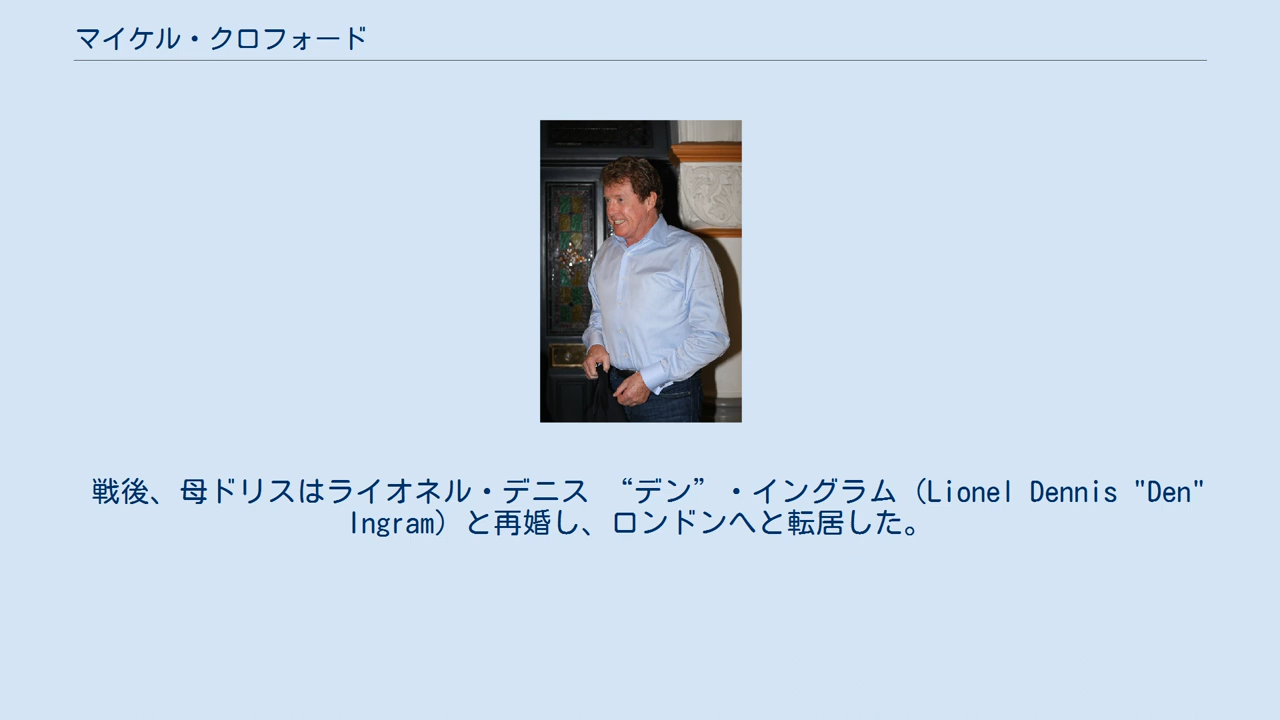 マイケル・クロフォード
戦後、母ドリスはライオネル・デニス “デン” ・イングラム（Lionel Dennis "Den"
Ingram）と再婚し、ロンドンへと転居した。